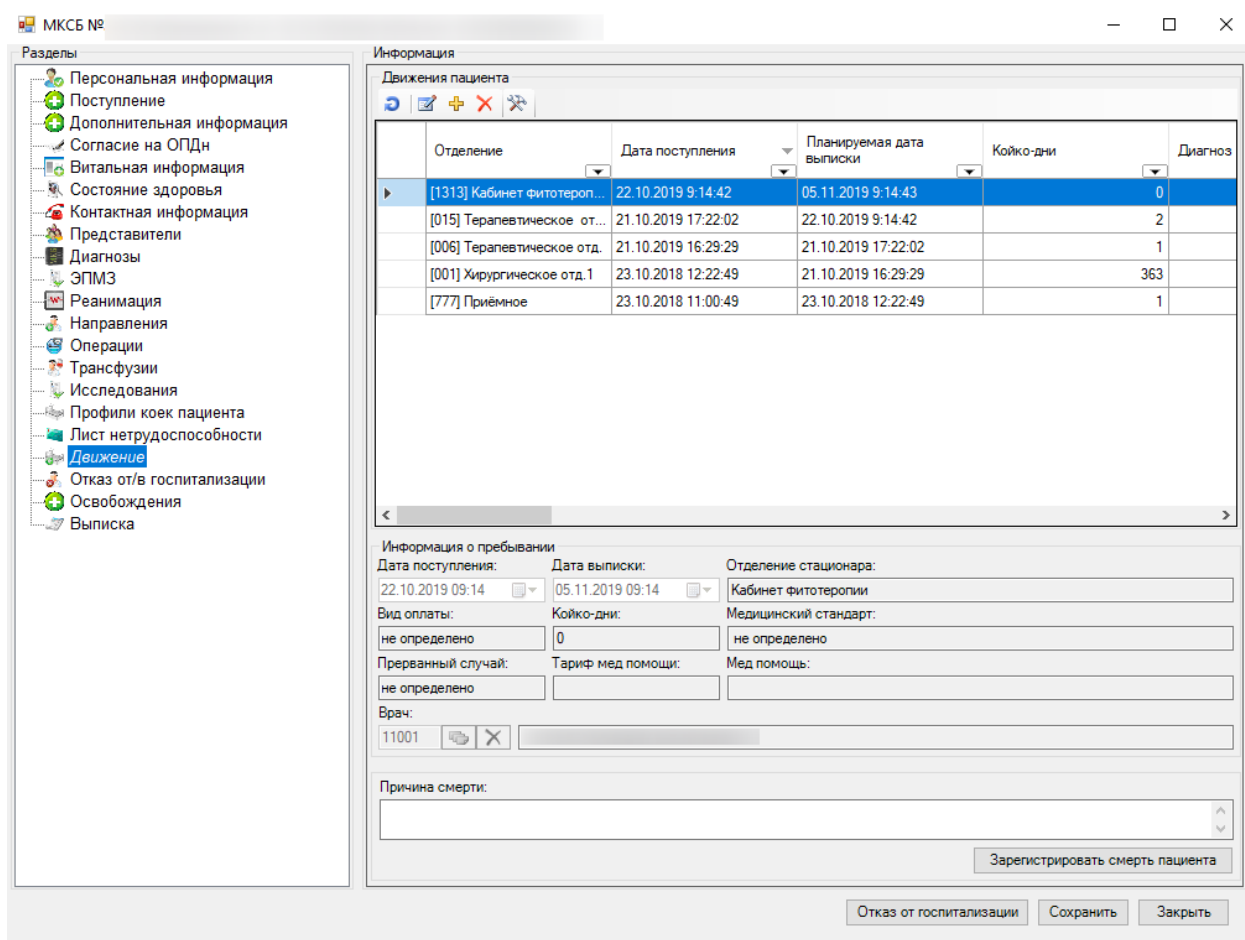 МКСБ №
Разделы
Персональная информация
Поступление
Дополнительная информация
Согласие на ОПДн
Витальная информация
Состояние здоровья
Контактная информация
Представители
Диагнозы
ЭПМЗ
Реанимация
Направления
Операции
Трансфузии
Исследования
Профили коек пациента
Лист нетрудоспособности
Движение
Отказ от/в госпитализации
Освобождения
Выписка
Информация
Движения пациента
Отделение Дата поступления Планируемая дата выписки Койко-дни Диагноз
[1313] Кабинет фитотероп... 22.10.2019 9:14:42 05.11.2019 9:14:43 0
[015] Терапевтическое от... 21.10.2019 17:22:02 22.10.2019 9:14:42 2
[006] Терапевтическое отд. 21.10.2019 16:29:29 21.10.2019 17:22:02 1
[001] Хирургическое отд.1 23.10.2018 12:22:49 21.10.2019 16:29:29 363
[777] Приёмное 23.10.2018 11:00:49 23.10.2018 12:22:49 1
Информация о пребывании
Дата поступления: Дата выписки: Отделение стационара:
22.10.2019 09:14 05.11.2019 09:14 Кабинет фитотеропии
Вид оплаты: Койко-дни: Медицинский стандарт:
не определено 0 не определено
Прерванный случай: Тариф мед помощи: Мед помощь:
не определено
Врач:
11001
Причина смерти:
Зарегистрировать смерть пациента
Отказ от госпитализации Сохранить Закрыть